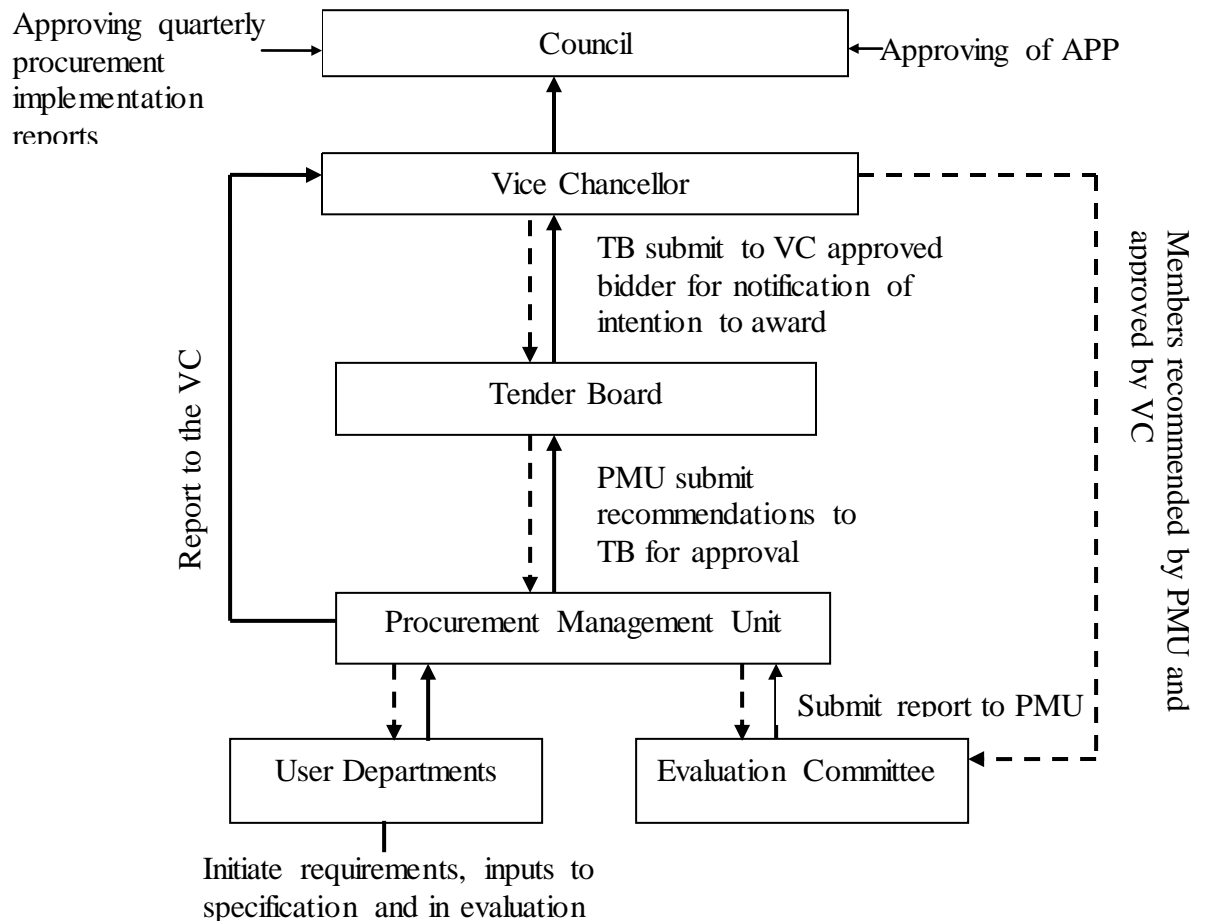 Approving quarterly
procurement
implementation
reports
Council
Approving of APP
Vice Chancellor
TB submit to VC approved
bidder for notification of
intention to award
Members recommended by PMU and
approved by VC
Report to the VC
Tender Board
PMU submit
recommendations to
TB for approval
Procurement Management Unit
Submit report to PMU
User Departments
Evaluation Committee
Initiate requirements, inputs to
specification and in evaluation